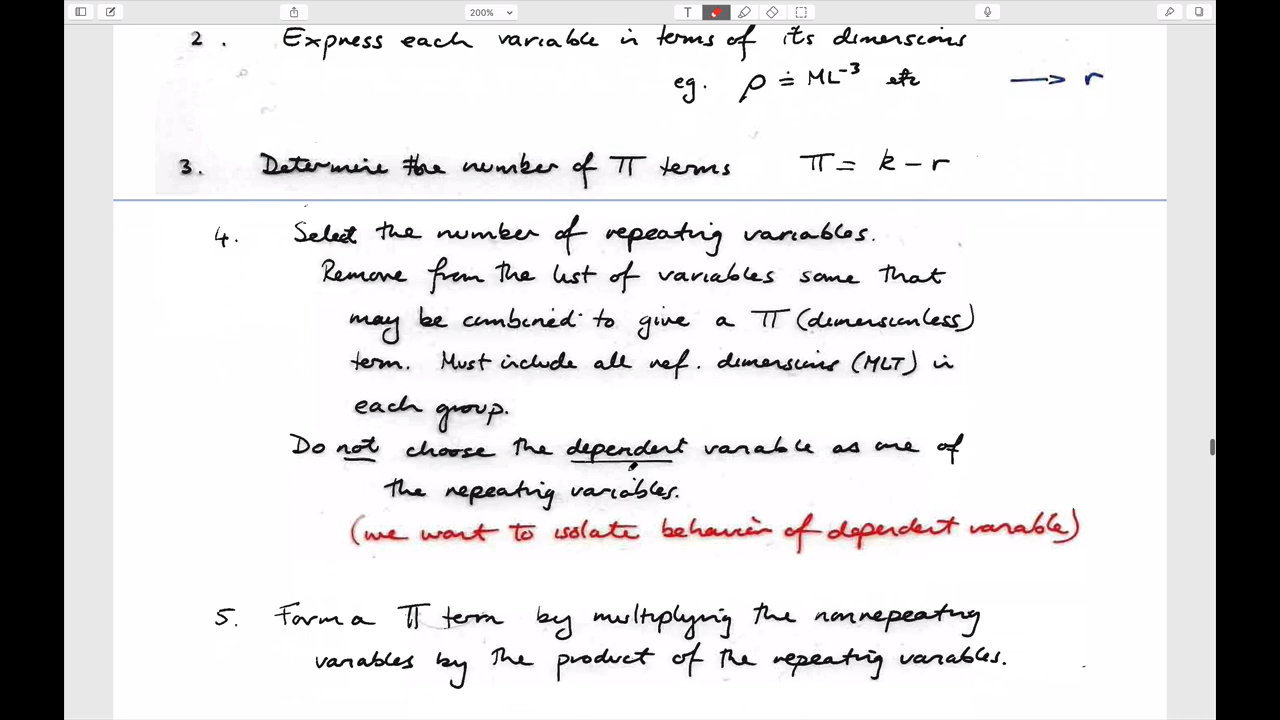 200%
T
2. Express each variable in terms of its dimensions
eg. ρ ≐ ML⁻³ etc → r
3. Determine the number of π terms π = k - r
4. Select the number of repeating variables.
Remove from the list of variables some that
may be combined to give a π (dimensionless)
term. Must include all ref. dimensions (MLT) in
each group.
Do not choose the dependent variable as one of
the repeating variables.
(we want to isolate behavior of dependent variable)
5. Form a π term by multiplying the nonrepeating
variables by the product of the repeating variables.